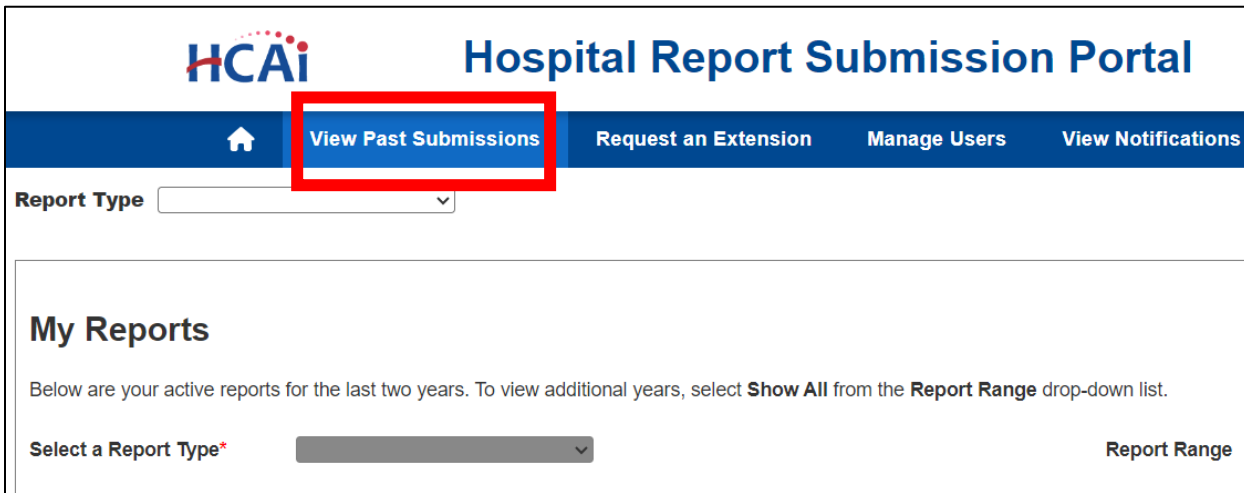 HCAi
Hospital Report Submission Portal
View Past Submissions Request an Extension Manage Users View Notifications
Report Type
My Reports
Below are your active reports for the last two years. To view additional years, select Show All from the Report Range drop-down list.
Select a Report Type* Report Range